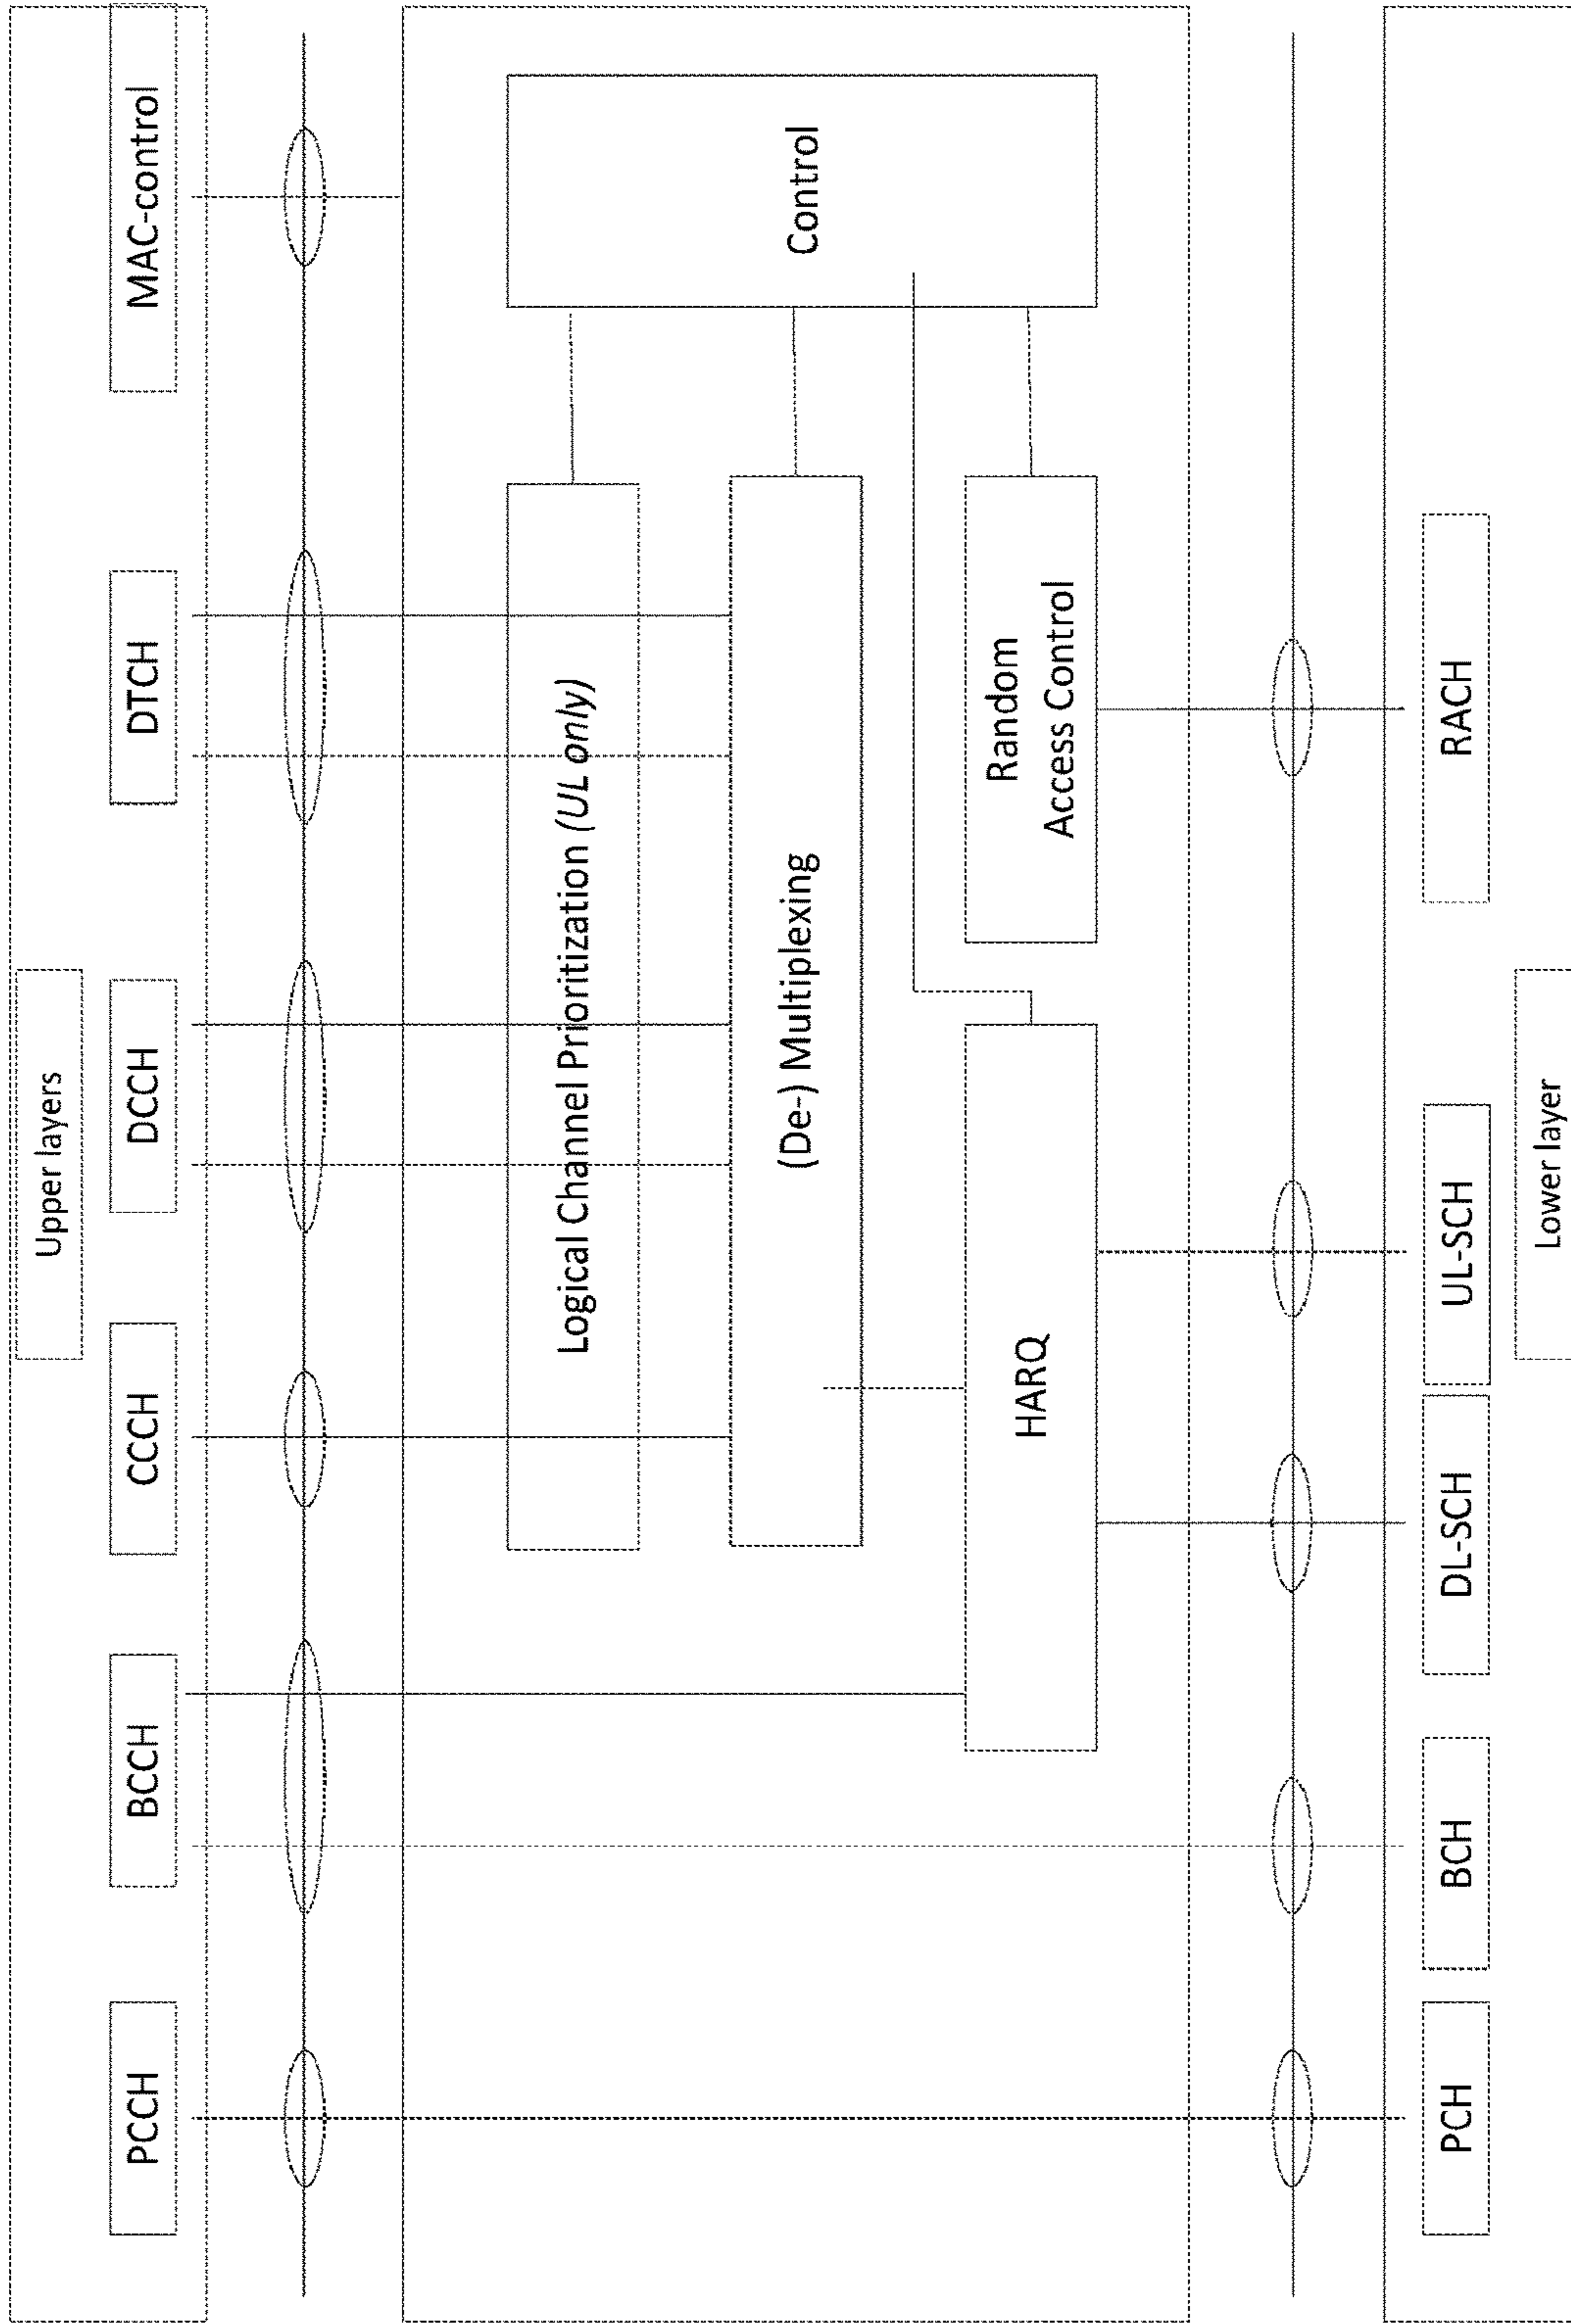 Upper layers
PCCH
BCCH
CCCH
DCCH
DTCH
MAC-control
Logical Channel Prioritization (UL only)
(De-) Multiplexing
HARQ
Random
Access Control
Control
PCH
BCH
DL-SCH
UL-SCH
RACH
Lower layer